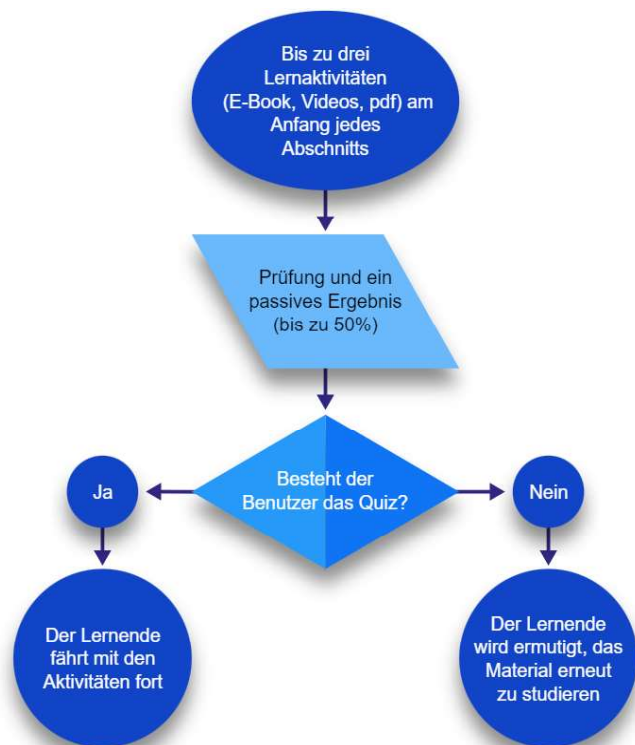 Bis zu drei
Lernaktivitäten
(E-Book, Videos, pdf) am
Anfang jedes
Abschnitts
Prüfung und ein
passives Ergebnis
(bis zu 50%)
Besteht der
Benutzer das Quiz?
Ja
Nein
Der Lernende
fährt mit den
Aktivitäten fort
Der Lernende
wird ermutigt, das
Material erneut
zu studieren